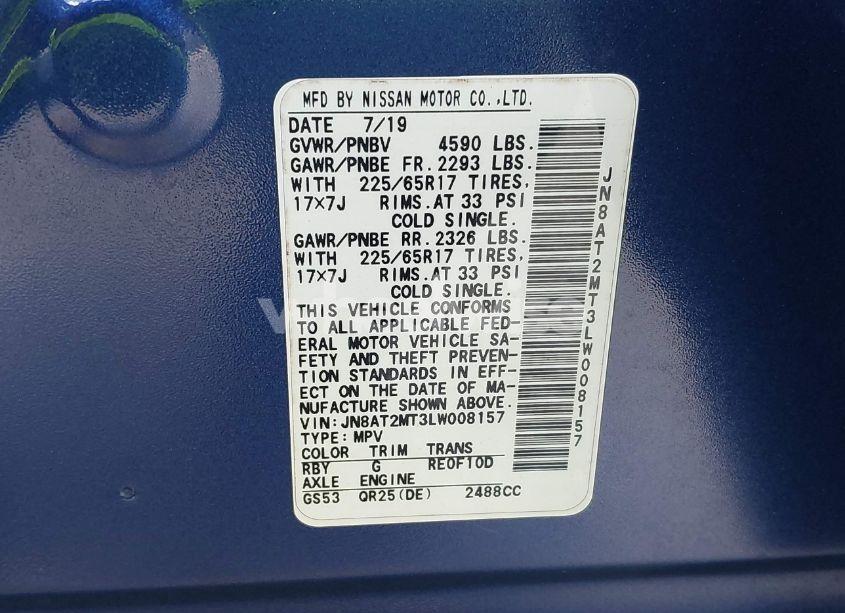 MFD BY NISSAN MOTOR CO.,LTD.
DATE 7/19
GVWR/PNBV 4590 LBS.
GAWR/PNBE FR. 2293 LBS.
WITH 225/65R17 TIRES,
17×7J RIMS.AT 33 PSI
COLD SINGLE.
GAWR/PNBE RR. 2326 LBS.
WITH 225/65R17 TIRES,
17×7J RIMS.AT 33 PSI
COLD SINGLE.
THIS VEHICLE CONFORMS
TO ALL APPLICABLE FED-
ERAL MOTOR VEHICLE SA-
FETY AND THEFT PREVEN-
TION STANDARDS IN EFF-
ECT ON THE DATE OF MA-
NUFACTURE SHOWN ABOVE.
VIN:JN8AT2MT3LW008157
TYPE:MPV
COLOR TRIM TRANS
RBY G RE0F10D
AXLE ENGINE
GS53 QR25(DE) 2488CC
JN8AT2MT3LW008157